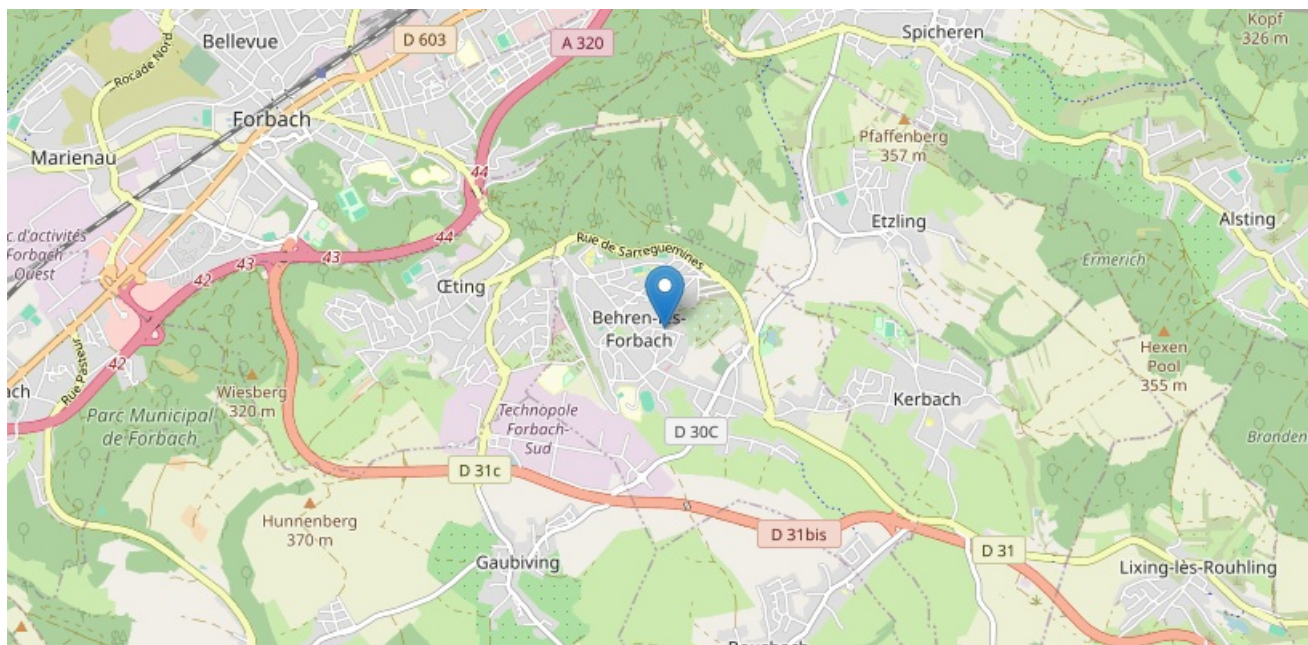 Bellevue
D 603
A 320
Spicheren
Kopf
326 m
Rocade Nord
Forbach
Marienau
44
Pfaffenberg
357 m
Etzling
Alsting
Ermerich
c. d'activités
Forbach
Ouest
42
43
43
44
Rue de Sarreguemines
Œting
Behren-lès-
Forbach
Hexen
Pool
355 m
Rue Pasteur
42
ach
Wiesberg
320 m
Parc Municipal
de Forbach
Technopole
Forbach-
Sud
Kerbach
D 30C
Branden
D 31c
Hunnenberg
370 m
D 31bis
D 31
Gaubiving
Lixing-lès-Rouhling